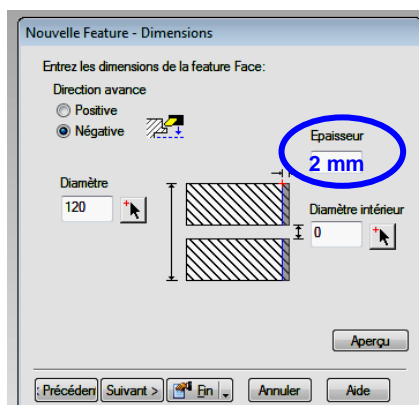 Nouvelle Feature - Dimensions
Entrez les dimensions de la feature Face:
Direction avance
Positive
Négative
Epaisseur
2 mm
Diamètre
120
Diamètre intérieur
0
Aperçu
< Précéden Suivant > Fin Annuler Aide